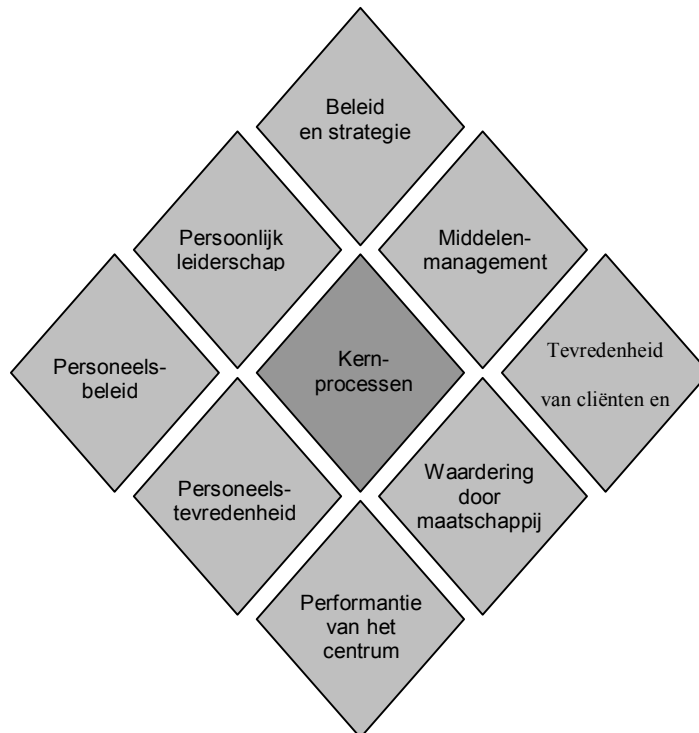 Beleid
en strategie
Persoonlijk
leiderschap
Middelen-
management
Personeels-
beleid
Kern-
processen
Tevredenheid
van cliënten en
Personeels-
tevredenheid
Waardering
door
maatschappij
Performantie
van het
centrum